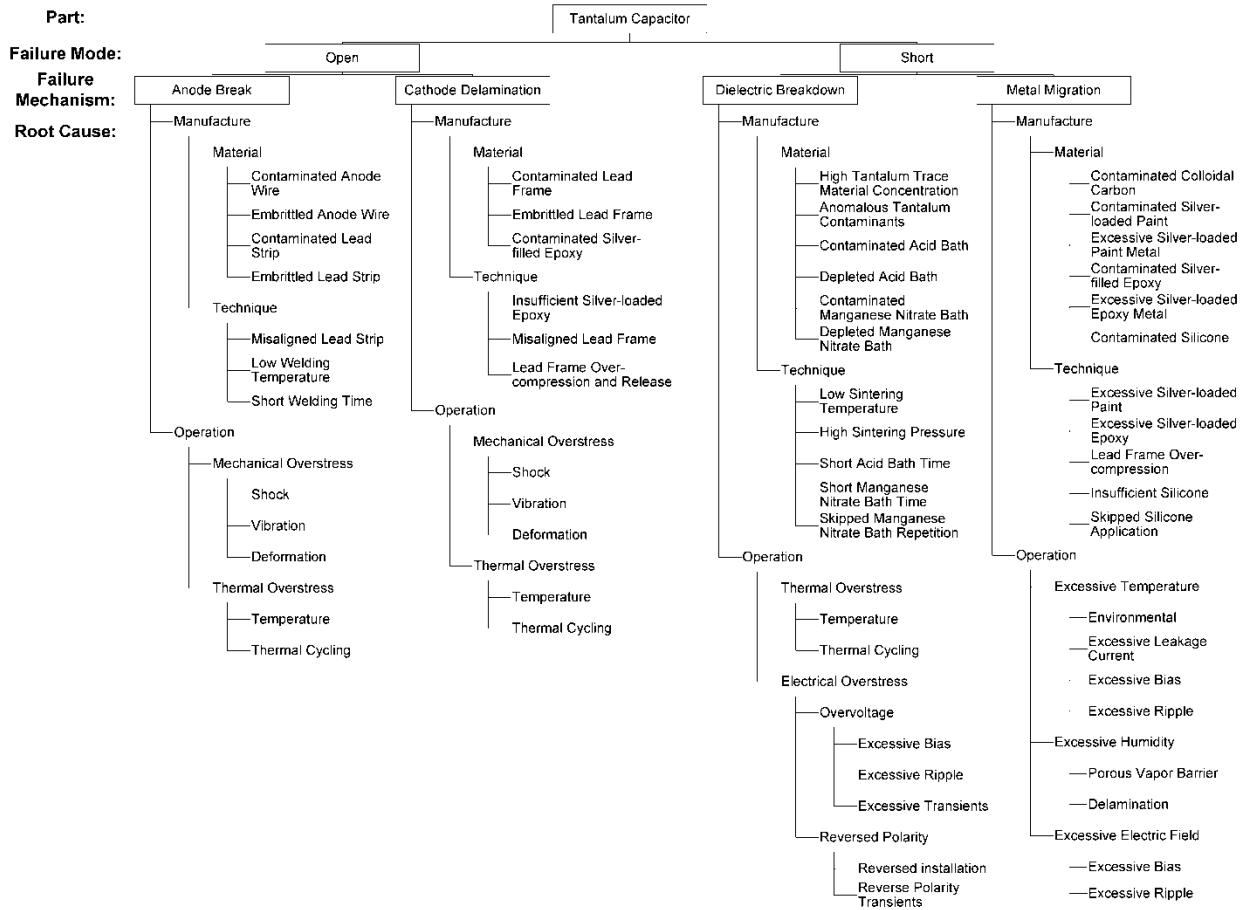 Part:
Tantalum Capacitor
Failure Mode:
Open
Short
Failure
Mechanism:
Anode Break
Cathode Delamination
Dielectric Breakdown
Metal Migration
Root Cause:
Manufacture
Material
Contaminated Anode
Wire
Embrittled Anode Wire
Contaminated Lead
Strip
Embrittled Lead Strip
Technique
Misaligned Lead Strip
Low Welding
Temperature
Short Welding Time
Operation
Mechanical Overstress
Shock
Vibration
Deformation
Thermal Overstress
Temperature
Thermal Cycling
Manufacture
Material
Contaminated Lead
Frame
Embrittled Lead Frame
Contaminated Silver-
filled Epoxy
Technique
Insufficient Silver-loaded
Epoxy
Misaligned Lead Frame
Lead Frame Over-
compression and Release
Operation
Mechanical Overstress
Shock
Vibration
Deformation
Thermal Overstress
Temperature
Thermal Cycling
Manufacture
Material
High Tantalum Trace
Material Concentration
Anomalous Tantalum
Contaminants
Contaminated Acid Bath
Depleted Acid Bath
Contaminated
Manganese Nitrate Bath
Depleted Manganese
Nitrate Bath
Technique
Low Sintering
Temperature
High Sintering Pressure
Short Acid Bath Time
Short Manganese
Nitrate Bath Time
Skipped Manganese
Nitrate Bath Repetition
Operation
Thermal Overstress
Temperature
Thermal Cycling
Electrical Overstress
Overvoltage
Excessive Bias
Excessive Ripple
Excessive Transients
Reversed Polarity
Reversed installation
Reverse Polarity
Transients
Manufacture
Material
Contaminated Colloidal
Carbon
Contaminated Silver-
loaded Paint
Excessive Silver-loaded
Paint Metal
Contaminated Silver-
filled Epoxy
Excessive Silver-loaded
Epoxy Metal
Contaminated Silicone
Technique
Excessive Silver-loaded
Paint
Excessive Silver-loaded
Epoxy
Lead Frame Over-
compression
Insufficient Silicone
Skipped Silicone
Application
Operation
Excessive Temperature
Environmental
Excessive Leakage
Current
Excessive Bias
Excessive Ripple
Excessive Humidity
Porous Vapor Barrier
Delamination
Excessive Electric Field
Excessive Bias
Excessive Ripple